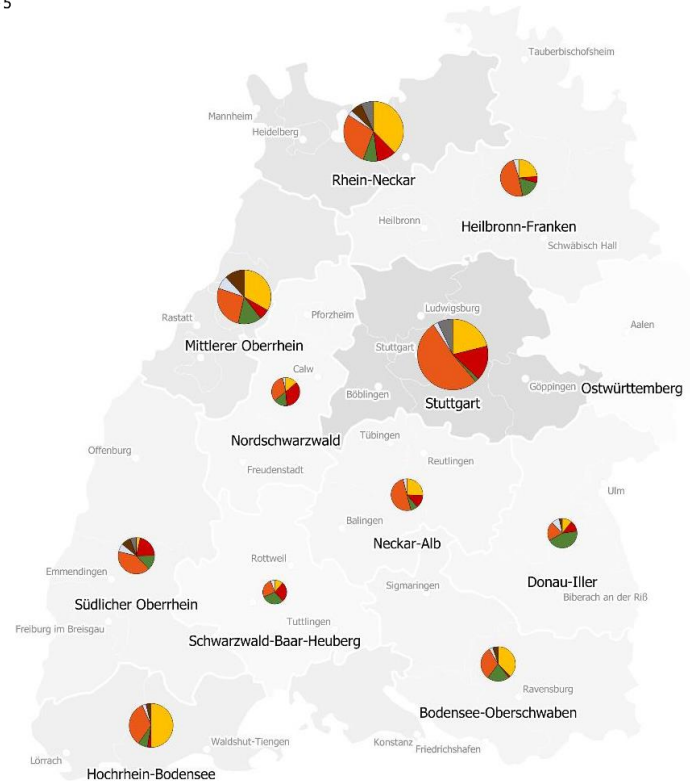 5
Tauberbischofsheim
Mannheim
Heidelberg
Rhein-Neckar
Heilbronn
Heilbronn-Franken
Schwäbisch Hall
Rastatt
Pforzheim
Ludwigsburg
Aalen
Mittlerer Oberrhein
Stuttgart
Calw
Böblingen
Stuttgart
Göppingen
Ostwürttemberg
Nordschwarzwald
Tübingen
Offenburg
Freudenstadt
Reutlingen
Ulm
Balingen
Neckar-Alb
Rottweil
Emmendingen
Sigmaringen
Donau-Iller
Biberach an der Riß
Südlicher Oberrhein
Tuttlingen
Freiburg im Breisgau
Schwarzwald-Baar-Heuberg
Ravensburg
Bodensee-Oberschwaben
Waldshut-Tiengen
Konstanz
Friedrichshafen
Lörrach
Hochrhein-Bodensee